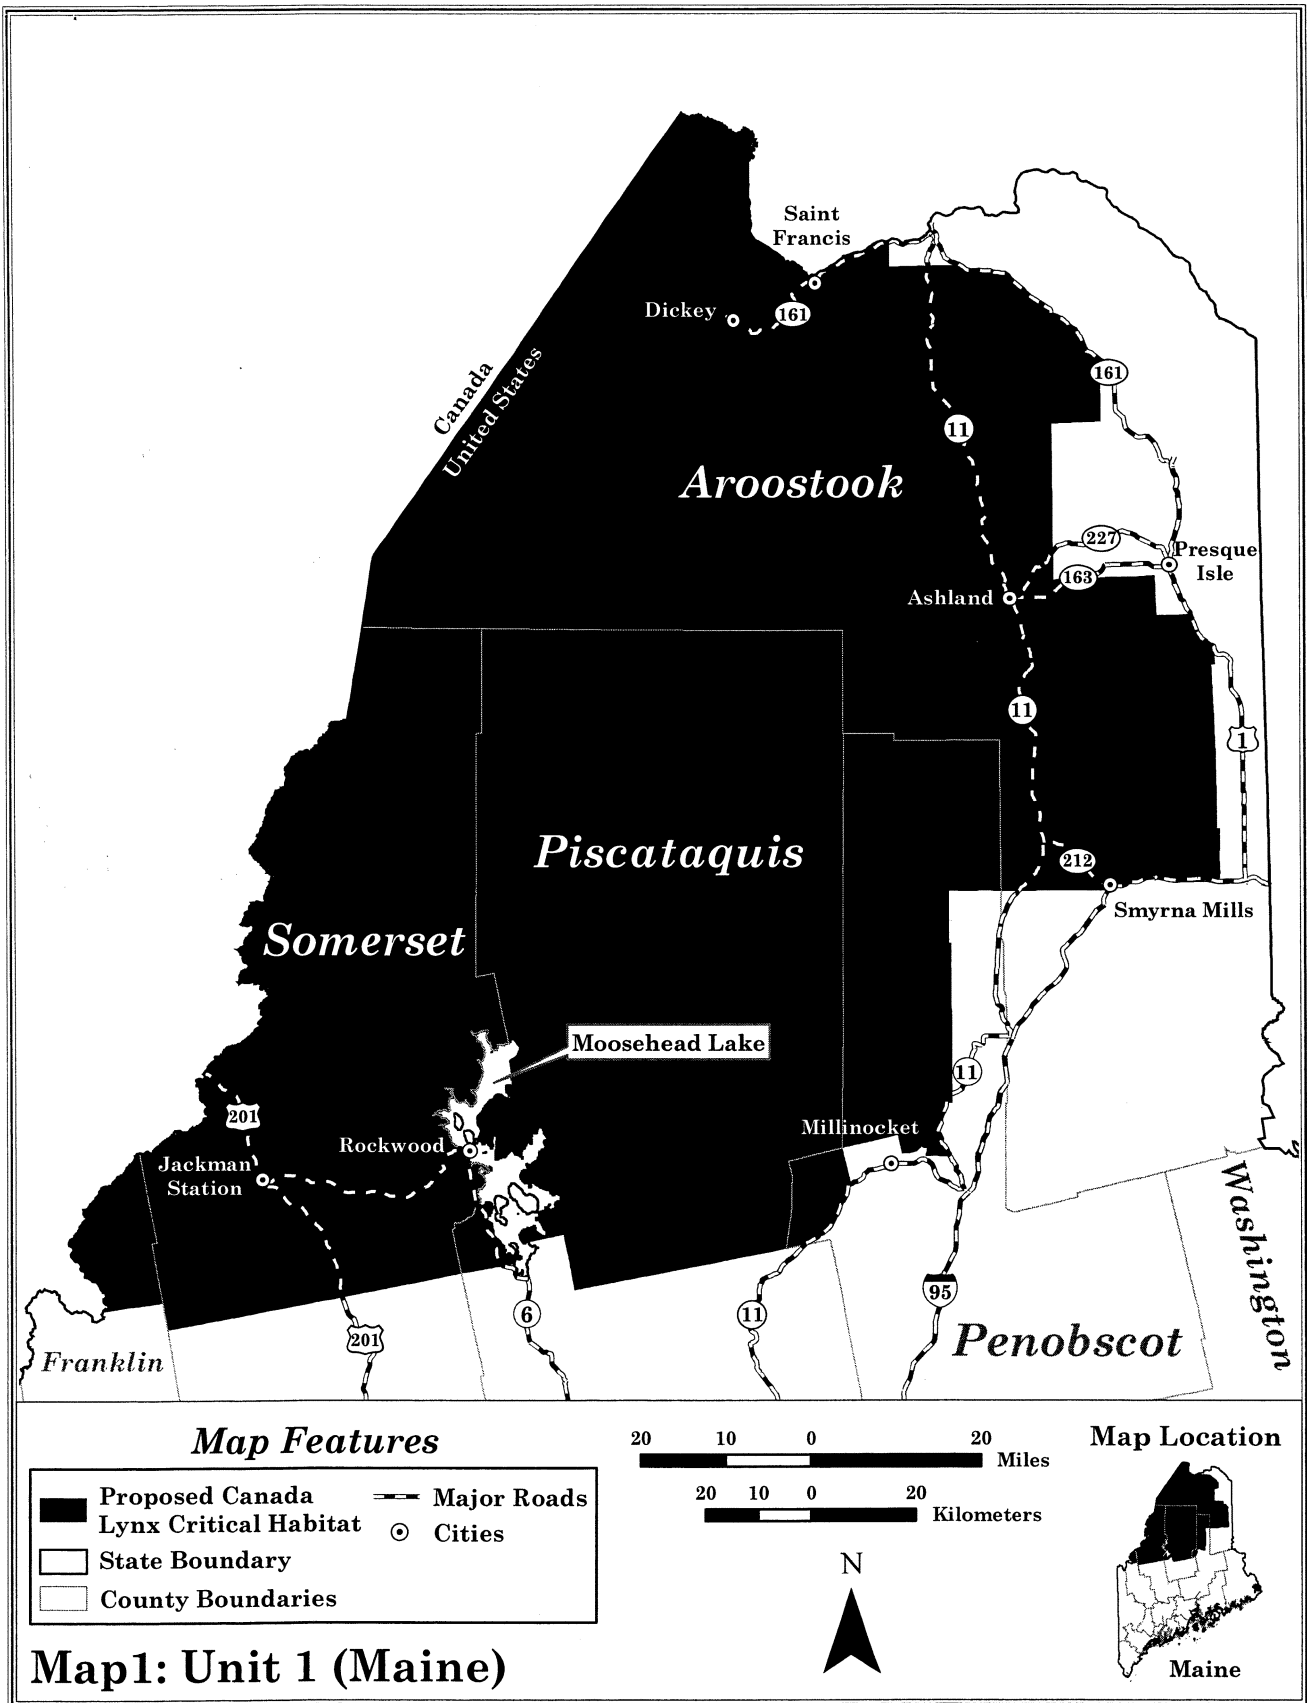 Saint
Francis
Dickey
161
Canada
United States
161
11
Aroostook
227
Presque
Isle
163
Ashland
11
1
Piscataquis
212
Smyrna Mills
Somerset
Moosehead Lake
11
201
Millinocket
Rockwood
Jackman
Station
Washington
95
6
11
201
Penobscot
Franklin
Map Features
Proposed Canada
Lynx Critical Habitat
State Boundary
County Boundaries
Major Roads
Cities
20 10 0 20
Miles
20 10 0 20
Kilometers
N
Map Location
Maine
Map1: Unit 1 (Maine)